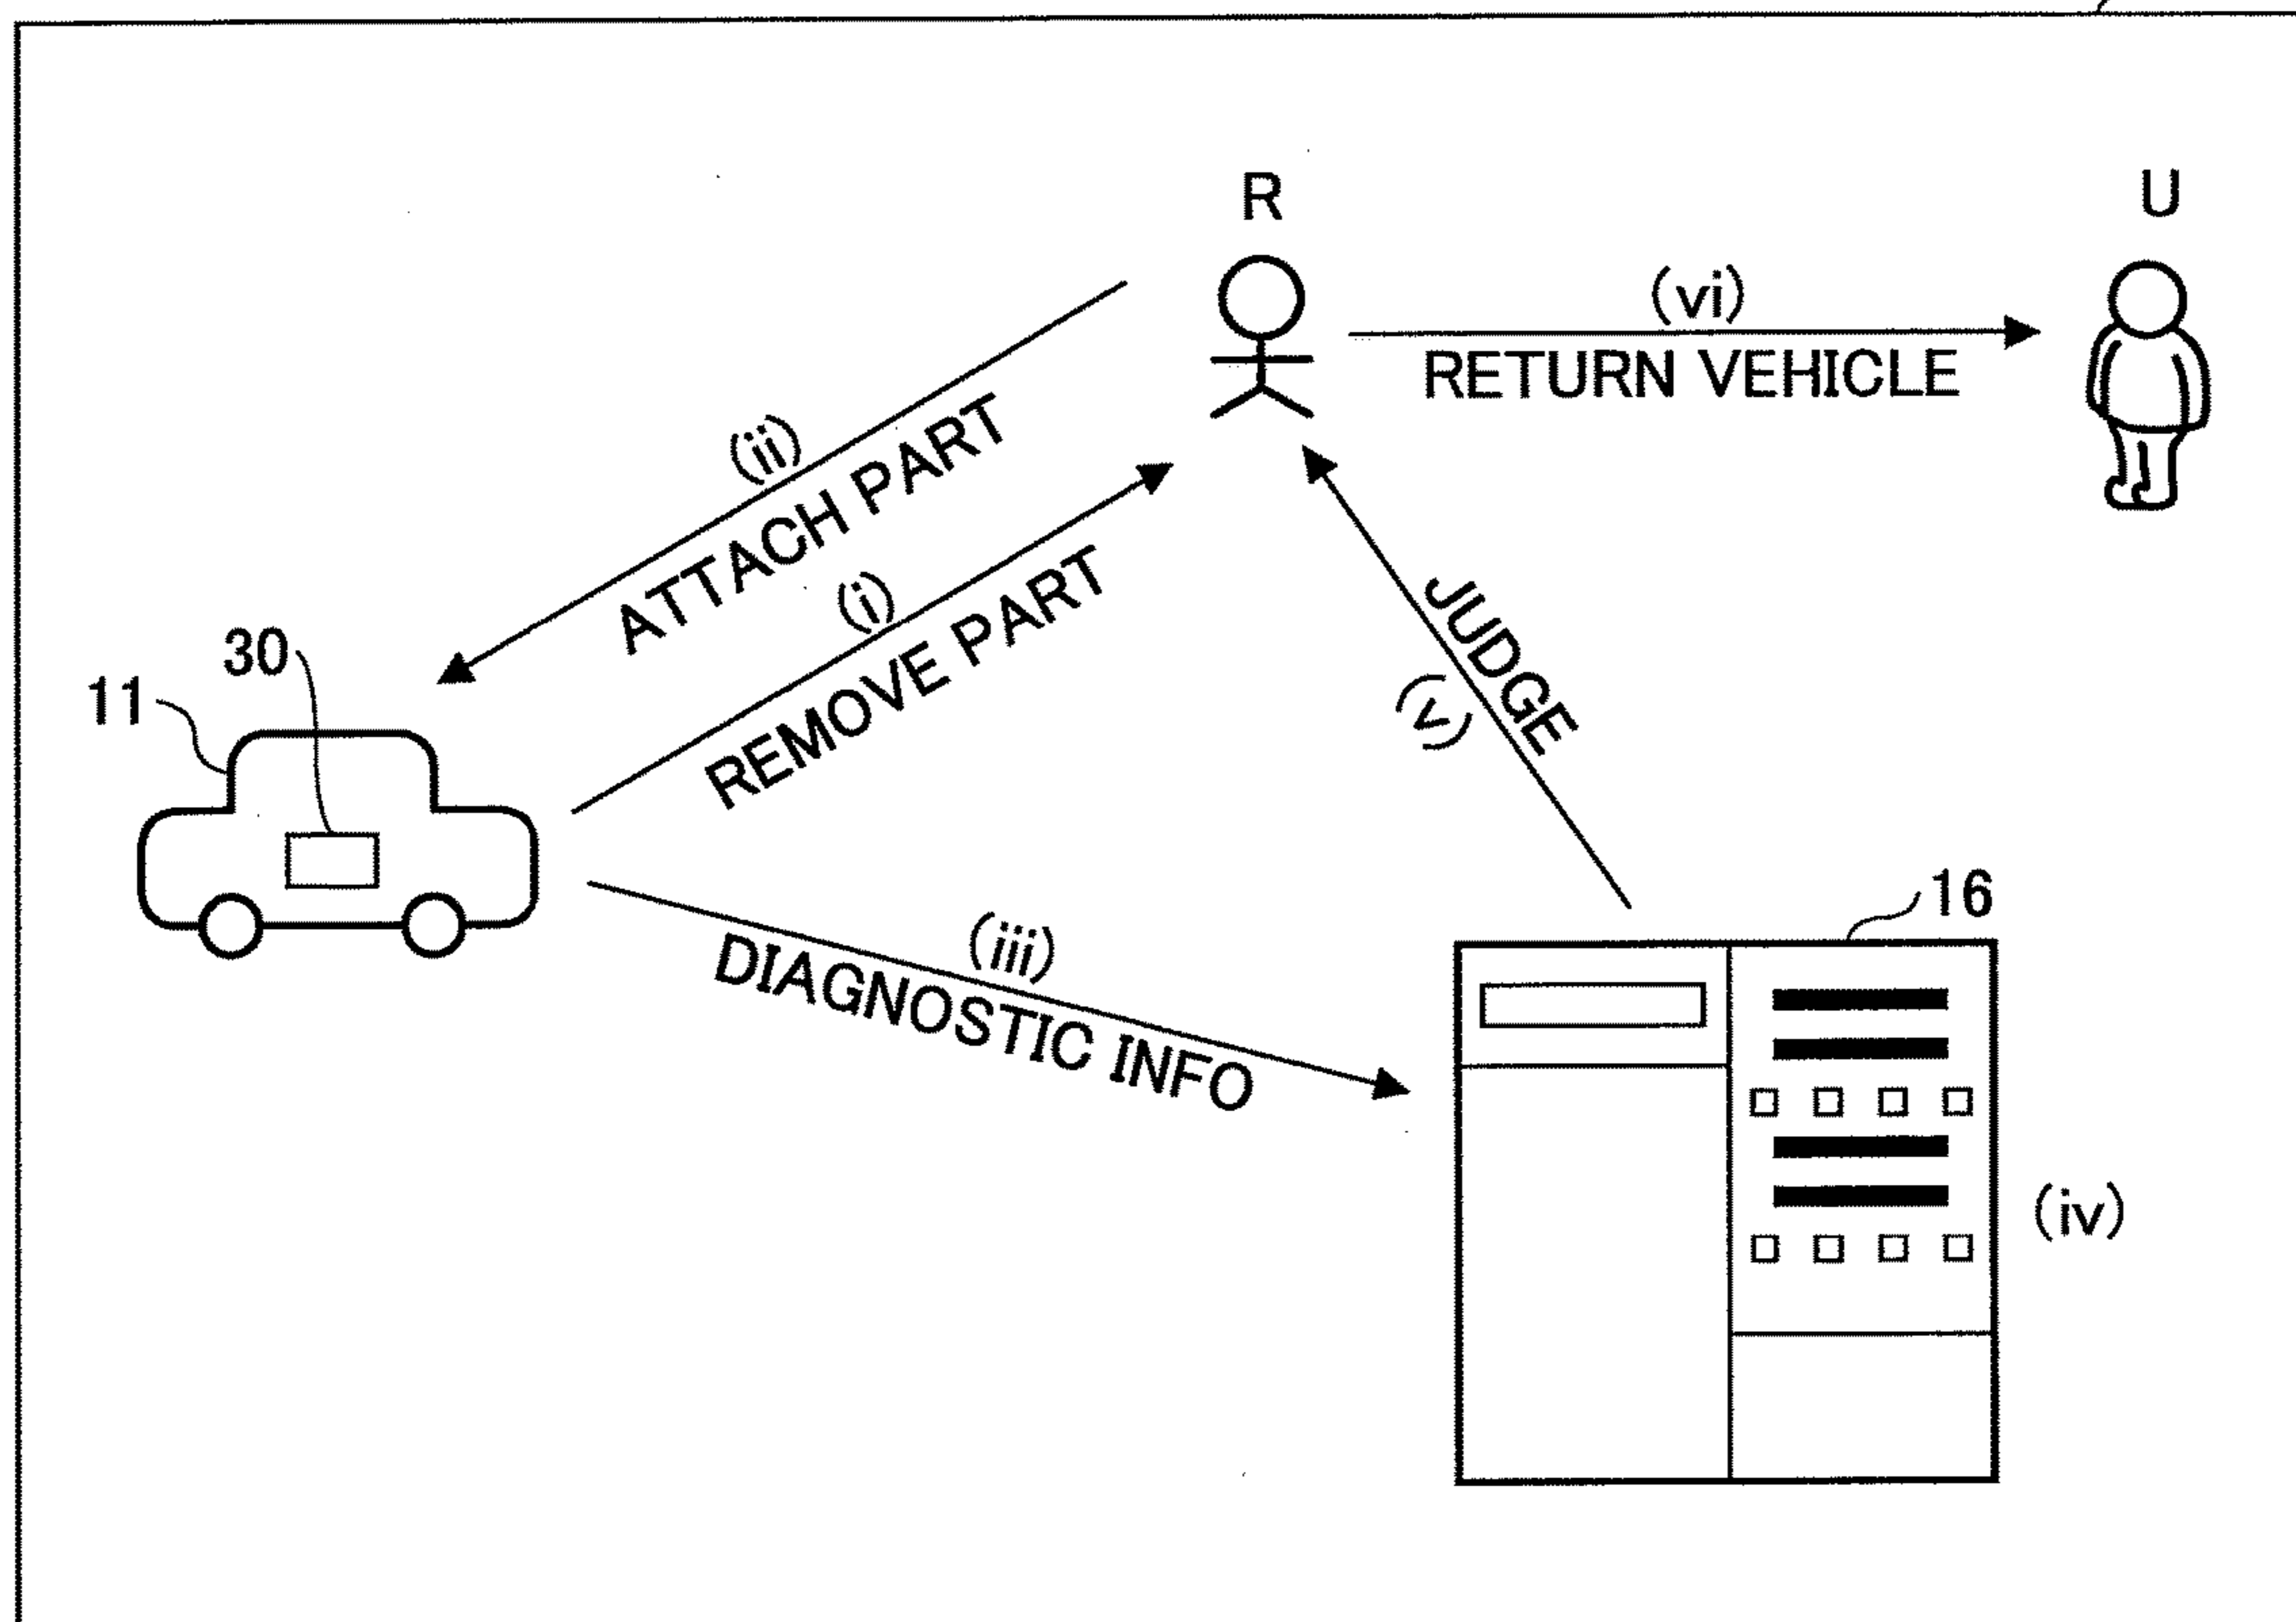 R
U
(vi)
RETURN VEHICLE
(ii)
ATTACH PART
(i)
REMOVE PART
30
11
JUDGE
(v)
16
(iii)
DIAGNOSTIC INFO
(iv)